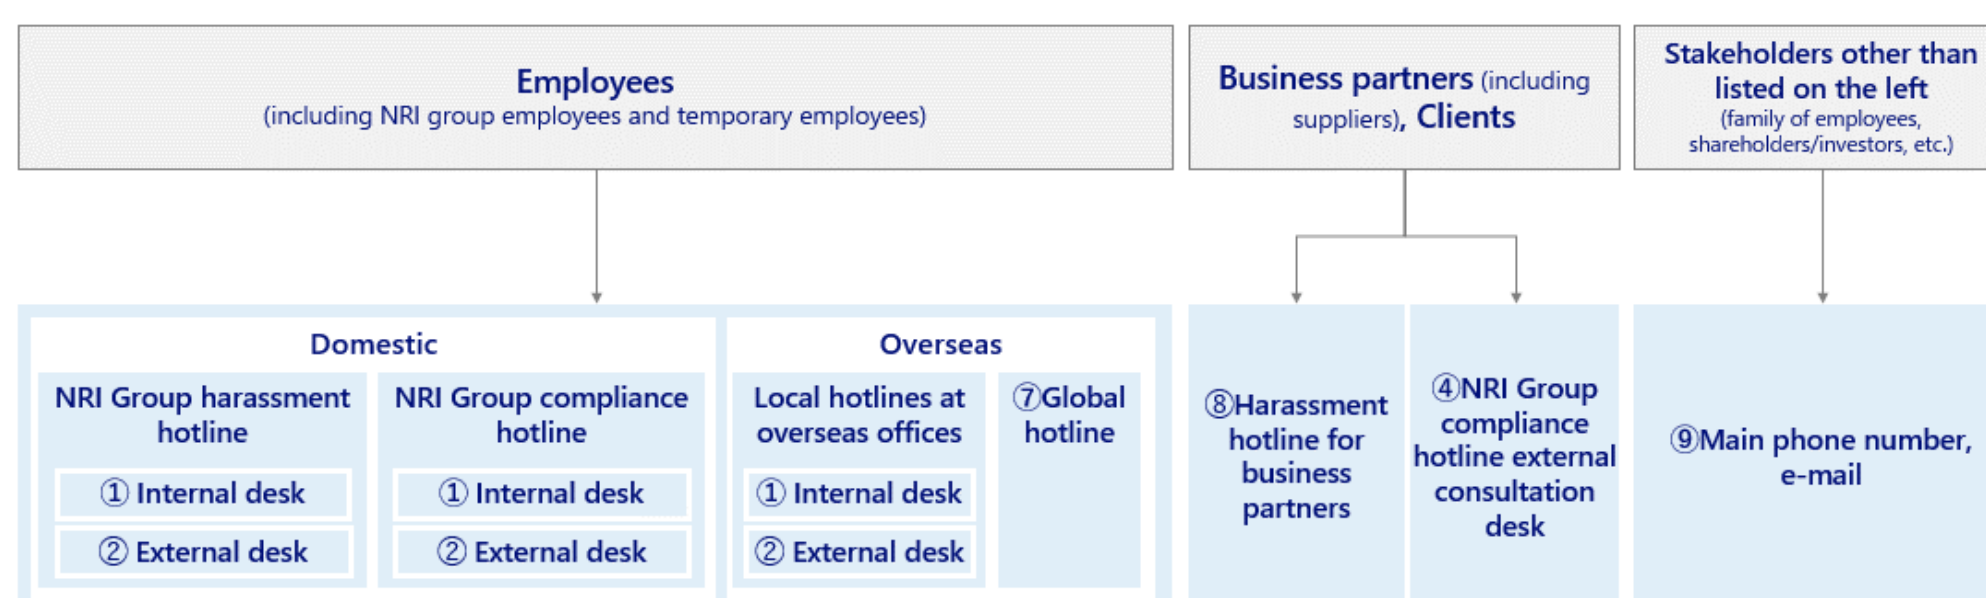 Employees
(including NRI group employees and temporary employees)
Business partners (including
suppliers), Clients
Stakeholders other than
listed on the left
(family of employees,
shareholders/investors, etc.)
Domestic
NRI Group harassment
hotline
① Internal desk
② External desk
NRI Group compliance
hotline
① Internal desk
② External desk
Overseas
Local hotlines at
overseas offices
① Internal desk
② External desk
⑦Global
hotline
⑧Harassment
hotline for
business
partners
④NRI Group
compliance
hotline external
consultation
desk
⑨Main phone number,
e-mail